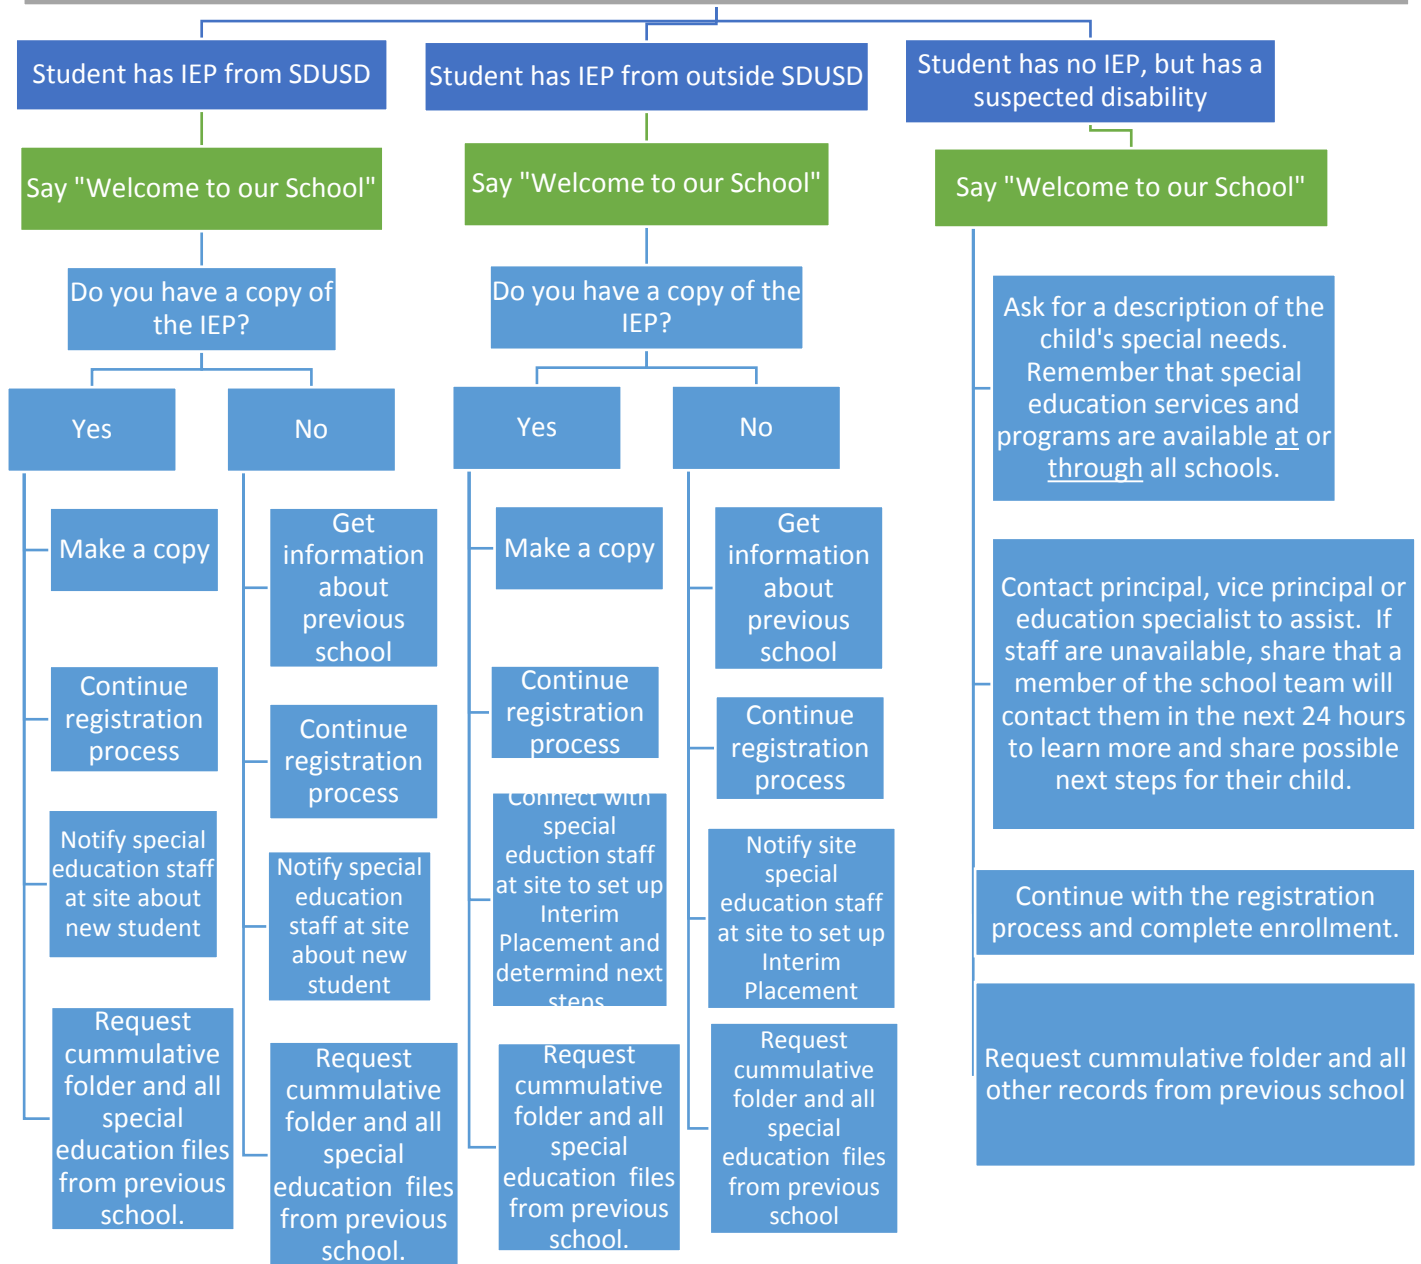 Student has IEP from SDUSD
Say "Welcome to our School"
Do you have a copy of
the IEP?
Yes
Make a copy
Continue
registration
process
Notify special
education staff
at site about
new student
Request
cummulative
folder and all
special
education files
from previous
school.
No
Get
information
about
previous
school
Continue
registration
process
Notify special
education
staff at site
about new
student
Request
cummulative
folder and all
special
education files
from previous
school.
Student has IEP from outside SDUSD
Say "Welcome to our School"
Do you have a copy of the
IEP?
Yes
Make a copy
Continue
registration
process
Connect with
special
eduction staff
at site to set up
Interim
Placement and
determind next
steps
Request
cummulative
folder and all
special
education files
from previous
school.
No
Get
information
about
previous
school
Continue
registration
process
Notify site
special
education staff
at site to set up
Interim
Placement
Request
cummulative
folder and all
special
education files
from previous
school
Student has no IEP, but has a
suspected disability
Say "Welcome to our School"
Ask for a description of the
child's special needs.
Remember that special
education services and
programs are available at or
through all schools.
Contact principal, vice principal or
education specialist to assist. If
staff are unavailable, share that a
member of the school team will
contact them in the next 24 hours
to learn more and share possible
next steps for their child.
Continue with the registration
process and complete enrollment.
Request cummulative folder and all
other records from previous school